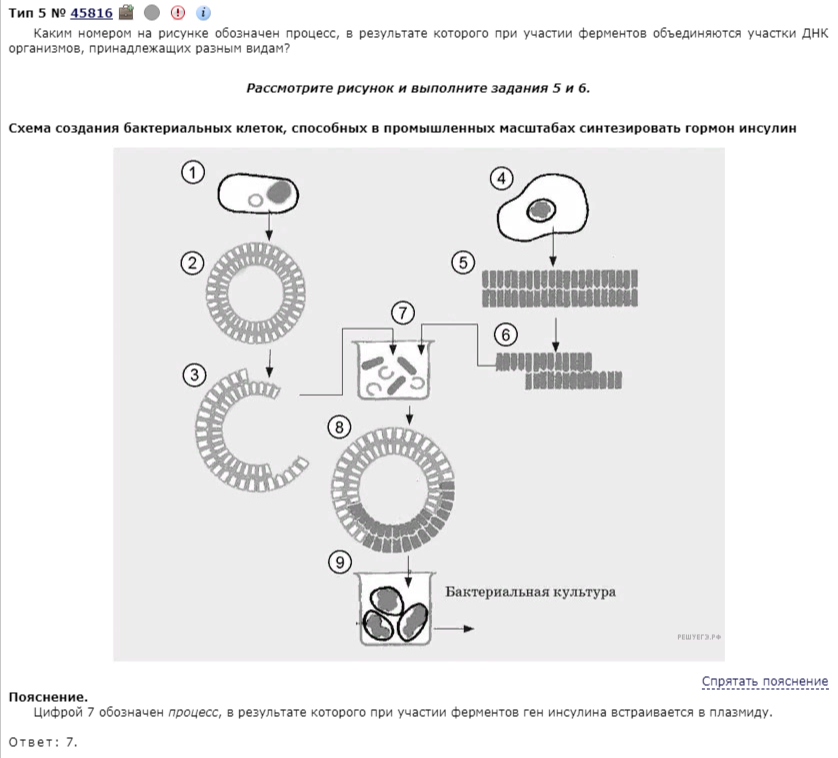 Тип 5 № 45816
Каким номером на рисунке обозначен процесс, в результате которого при участии ферментов объединяются участки ДНК
организмов, принадлежащих разным видам?
Рассмотрите рисунок и выполните задания 5 и 6.
Схема создания бактериальных клеток, способных в промышленных масштабах синтезировать гормон инсулин
1
4
2
5
7
6
3
8
9
Бактериальная культура
РЕШУЕГЭ.РФ
Спрятать пояснение
Пояснение.
Цифрой 7 обозначен процесс, в результате которого при участии ферментов ген инсулина встраивается в плазмиду.
Ответ: 7.